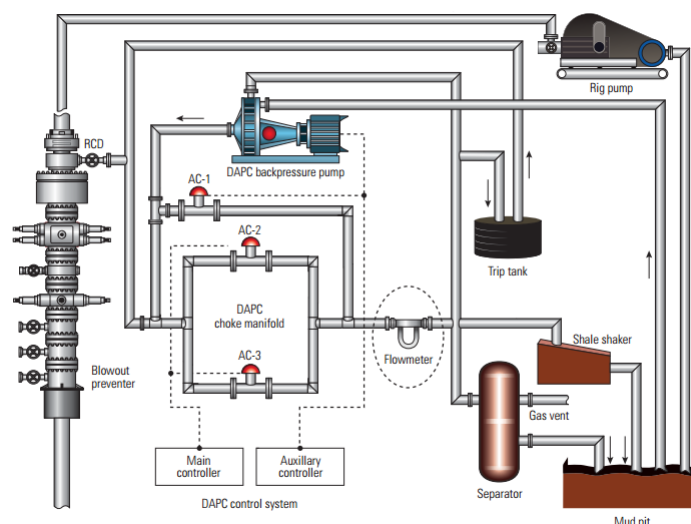 Rig pump
RCD
DAPC backpressure pump
AC-1
AC-2
Trip tank
DAPC
choke manifold
AC-3
Flowmeter
Shale shaker
Blowout
preventer
Gas vent
Main
controller
Auxillary
controller
Separator
DAPC control system
Mud pit